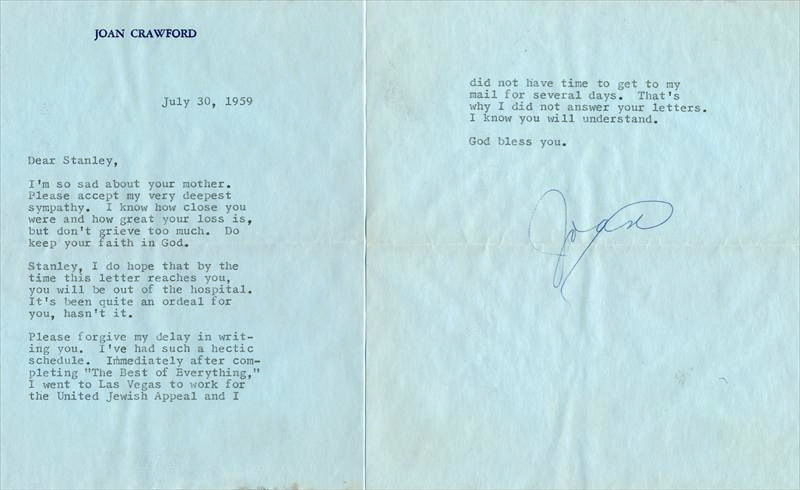 JOAN CRAWFORD
July 30, 1959
Dear Stanley,
I'm so sad about your mother.
Please accept my very deepest
sympathy. I know how close you
were and how great your loss is,
but don't grieve too much. Do
keep your faith in God.
Stanley, I do hope that by the
time this letter reaches you,
you will be out of the hospital.
It's been quite an ordeal for
you, hasn't it.
Please forgive my delay in writ-
ing you. I've had such a hectic
schedule. Immediately after com-
pleting "The Best of Everything,"
I went to Las Vegas to work for
the United Jewish Appeal and I
did not have time to get to my
mail for several days. That's
why I did not answer your letters.
I know you will understand.
God bless you.
Joan